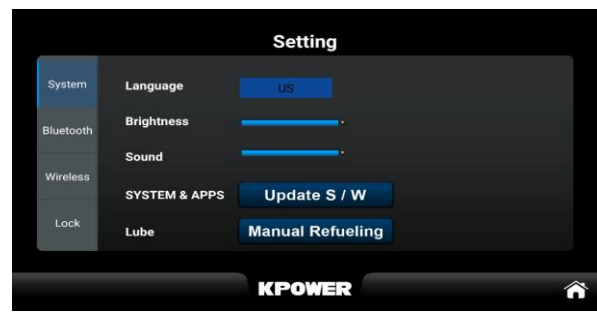 Setting
System
Bluetooth
Wireless
Lock
Language
US
Brightness
Sound
SYSTEM & APPS
Update S / W
Lube
Manual Refueling
KPOWER